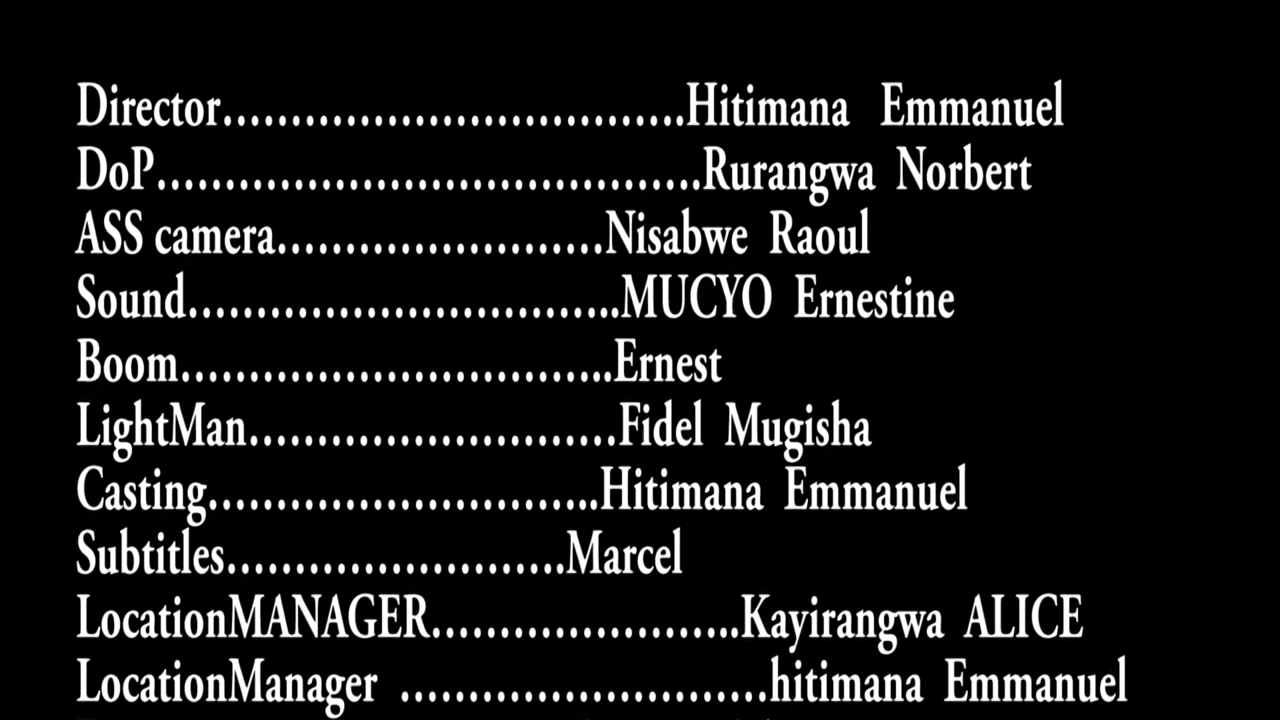 Director……………………………….Hitimana Emmanuel
DoP…………………………………….Rurangwa Norbert
ASS camera……………………..Nisabwe Raoul
Sound……………………………..MUCYO Ernestine
Boom……………………………..Ernest
LightMan………………………..Fidel Mugisha
Casting…………………………..Hitimana Emmanuel
Subtitles……………………….Marcel
LocationMANAGER……………………..Kayirangwa ALICE
LocationManager ………………………..hitimana Emmanuel